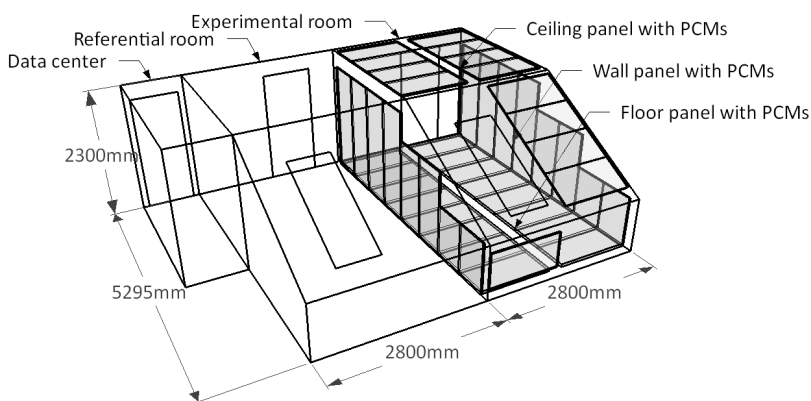 Experimental room
Ceiling panel with PCMs
Referential room
Data center
Wall panel with PCMs
Floor panel with PCMs
2300mm
5295mm
2800mm
2800mm